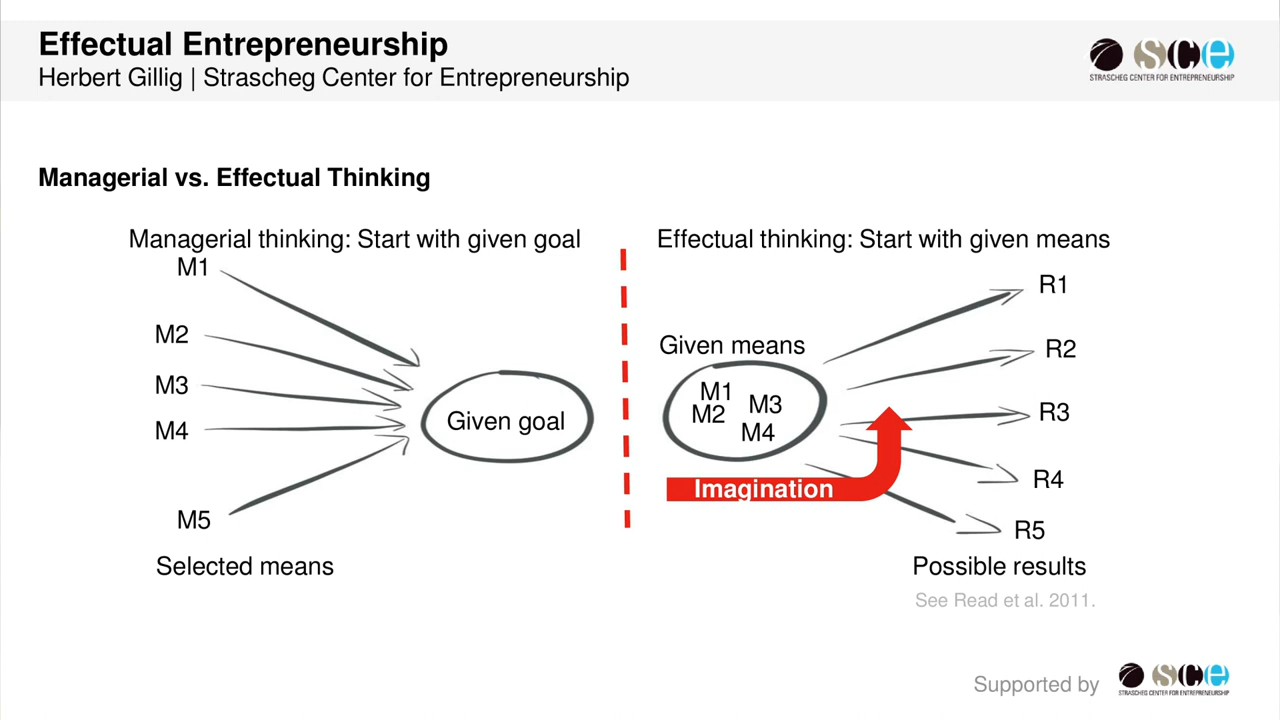 Effectual Entrepreneurship
Herbert Gillig | Strascheg Center for Entrepreneurship
sce
STRASCHEG CENTER FOR ENTREPRENEURSHIP
Managerial vs. Effectual Thinking
Managerial thinking: Start with given goal
M1
M2
M3
M4
M5
Given goal
Selected means
Effectual thinking: Start with given means
Given means
M1
M2
M3
M4
Imagination
R1
R2
R3
R4
R5
Possible results
See Read et al. 2011.
Supported by
sce
STRASCHEG CENTER FOR ENTREPRENEURSHIP